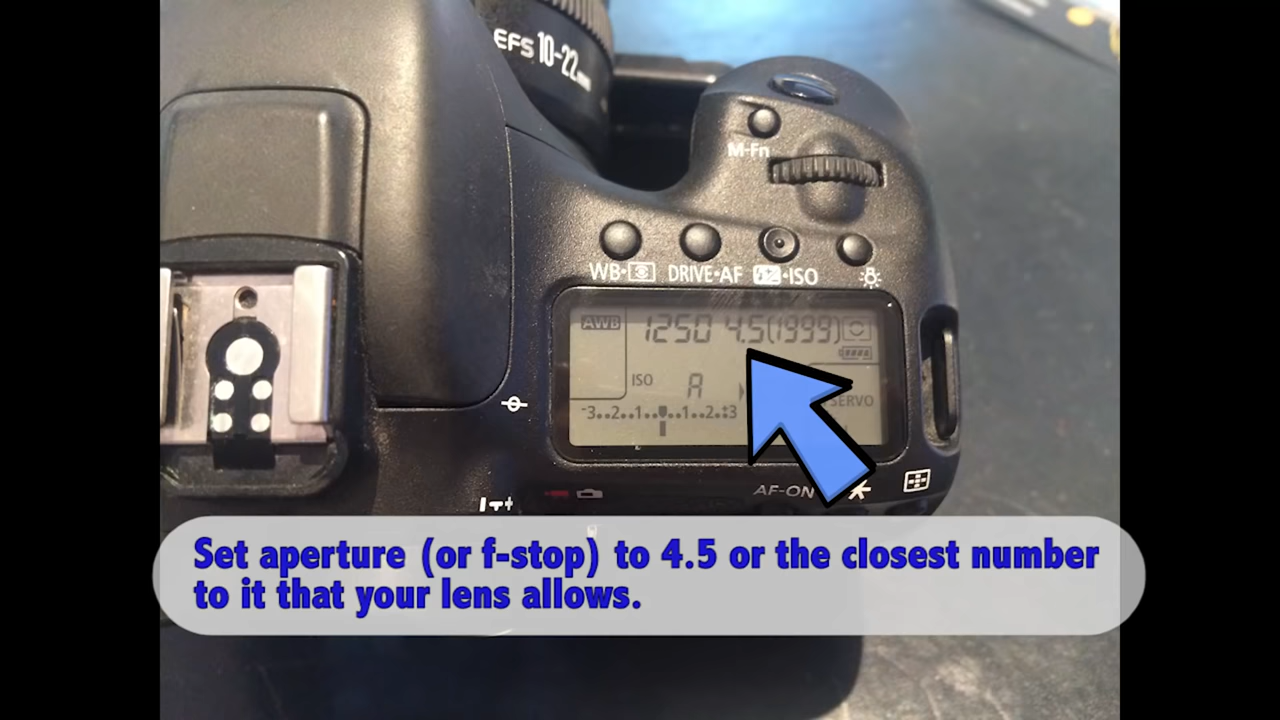 EFS 10-22mm
M-Fn
WB• DRIVE•AF •ISO
AWB 1250 4.5(1999)
ISO A
SERVO
-3..2..1..0..1..2.:3
AF-ON
Set aperture (or f-stop) to 4.5 or the closest number
to it that your lens allows.